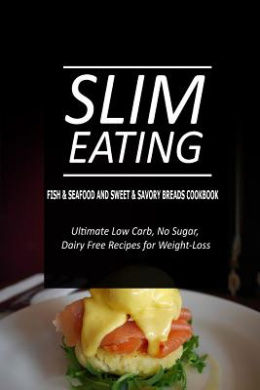 SLIM
EATING
FISH & SEAFOOD AND SWEET & SAVORY BREADS COOKBOOK
Ultimate Low Carb, No Sugar,
Dairy Free Recipes for Weight-Loss